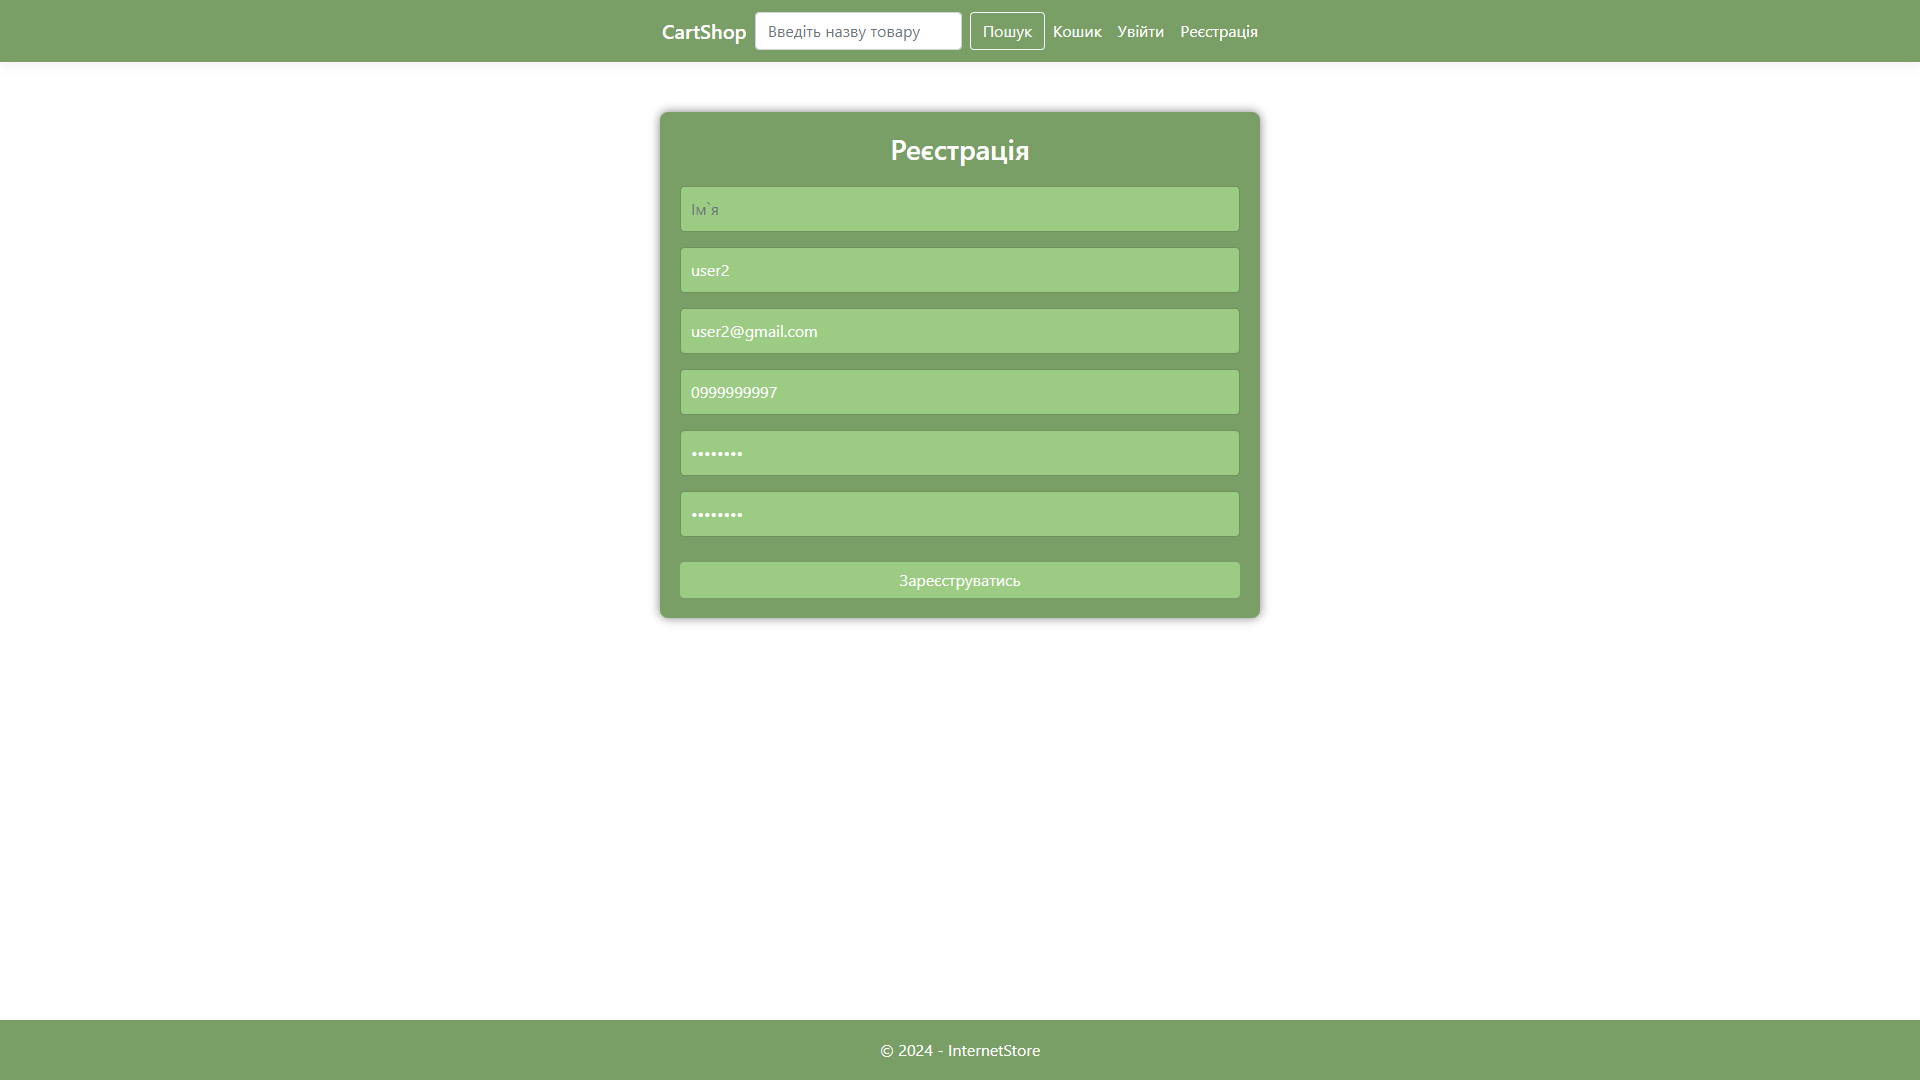 CartShop Введіть назву товару Пошук Кошик Увійти Реєстрація
Реєстрація
Ім`я
user2
user2@gmail.com
0999999997
••••••••
••••••••
Зареєструватись
© 2024 - InternetStore